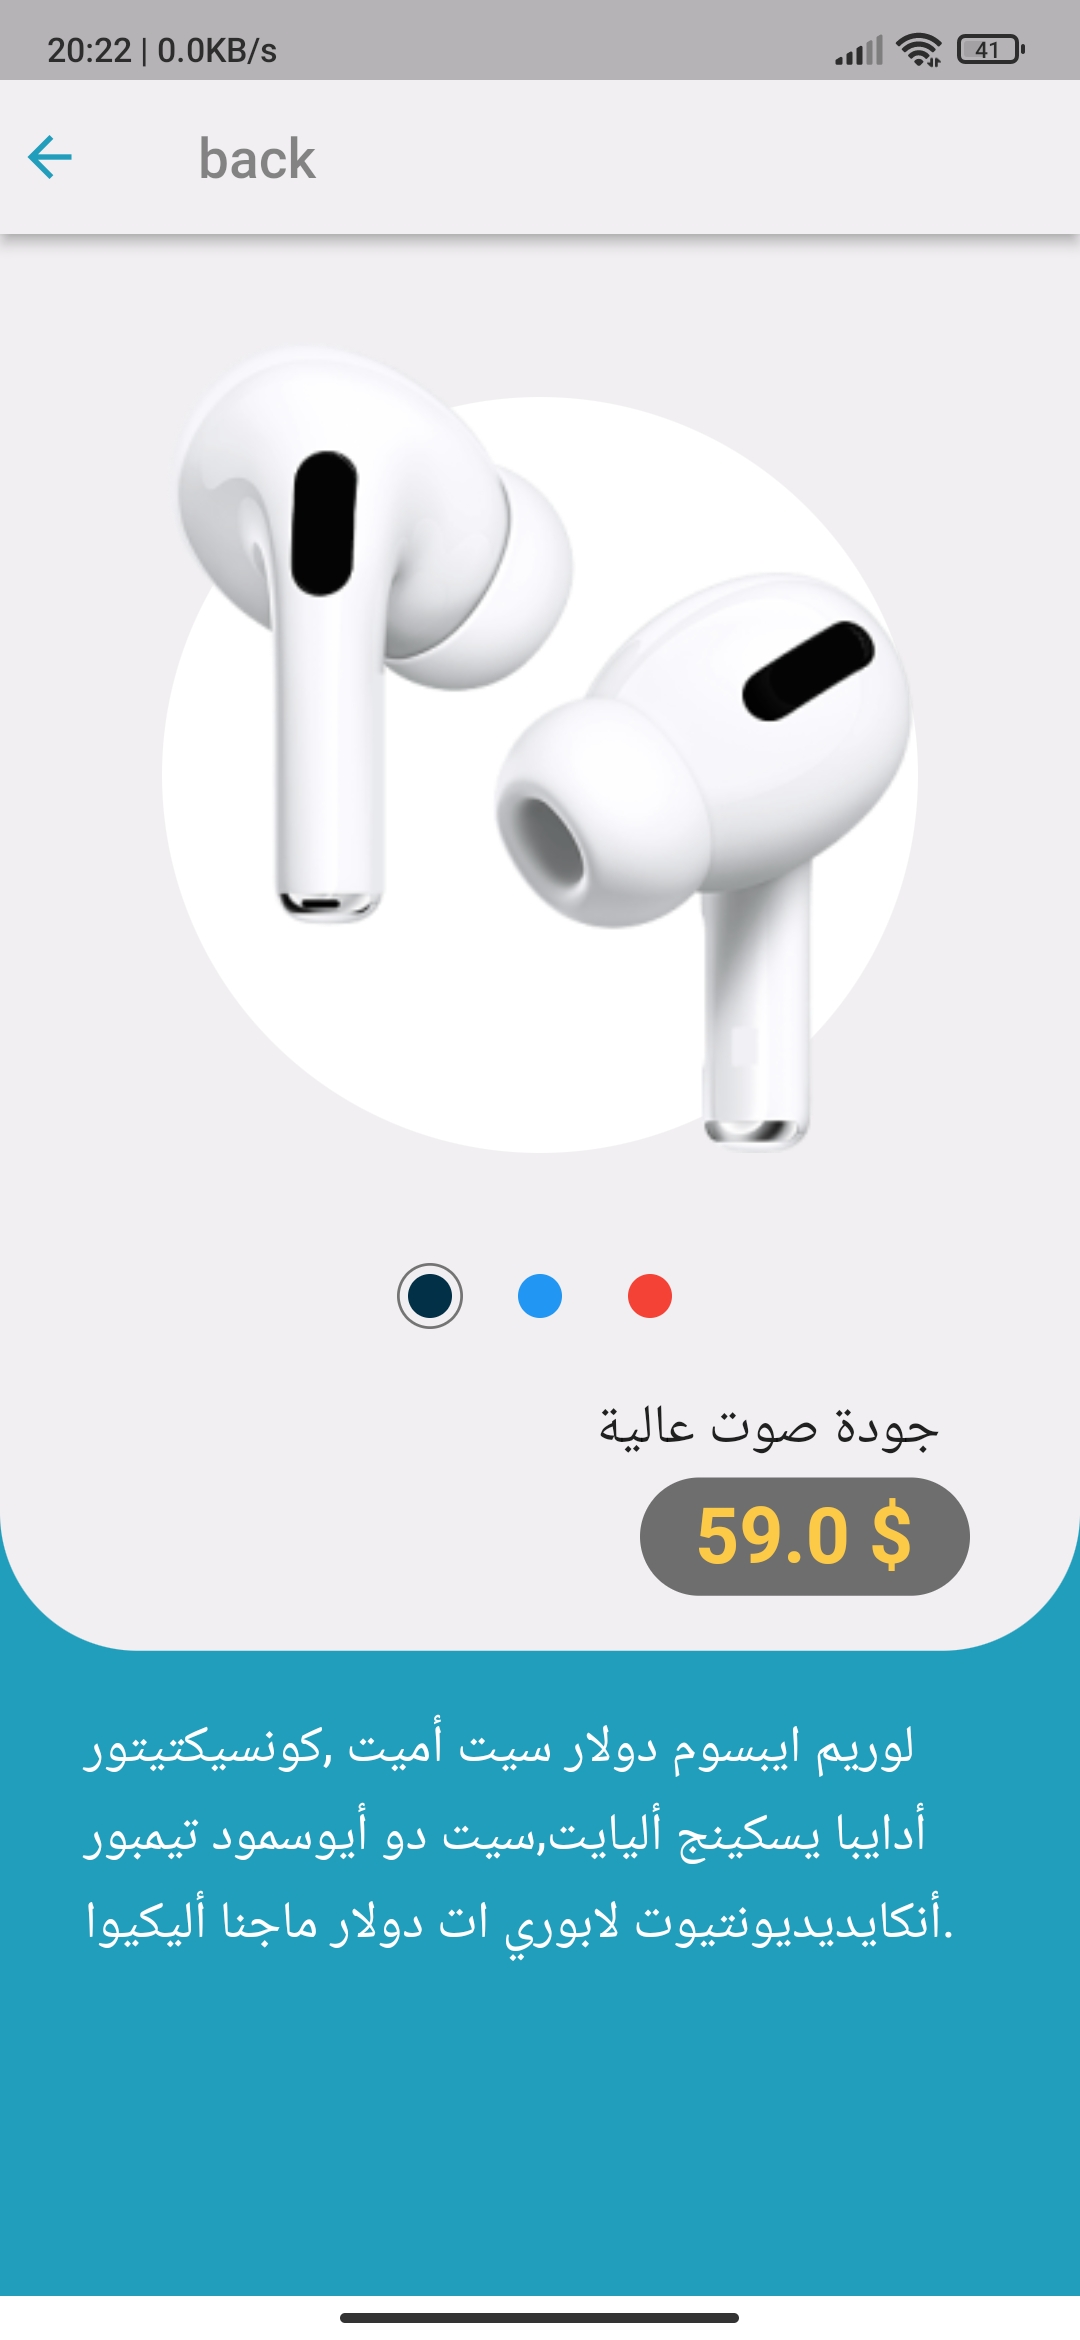 20:22 | 0.0KB/s
41
back
جودة صوت عالية
59.0 $
لوريم ايبسوم دولار سيت أميت ,كونسيكتيتور
أدايبا يسكينج أليايت,سيت دو أيوسمود تيمبور
أنكايديديونتيوت لابوري ات دولار ماجنا أليكيوا.